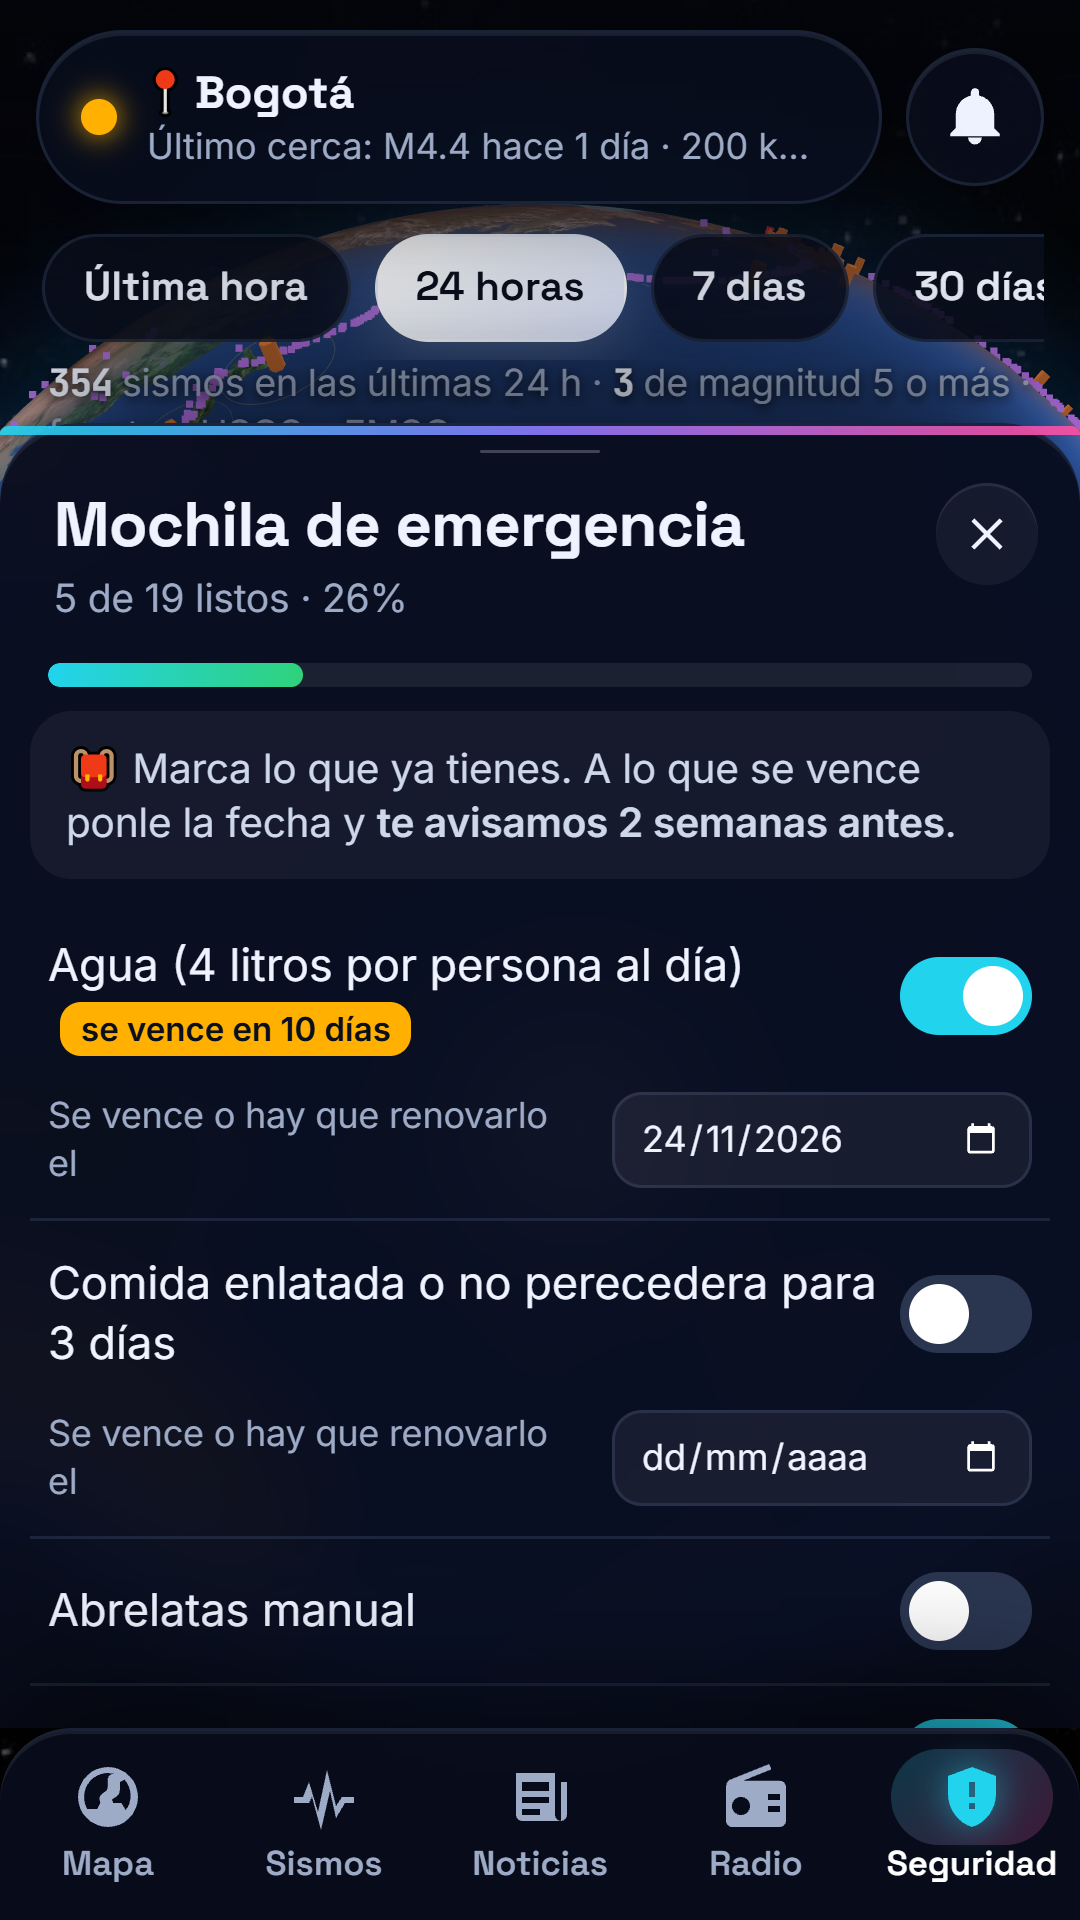 Bogotá
Último cerca: M4.4 hace 1 día · 200 k...
Última hora
24 horas
7 días
30 días
354 sismos en las últimas 24 h · 3 de magnitud 5 o más ·
Mochila de emergencia
5 de 19 listos · 26%
Marca lo que ya tienes. A lo que se vence
ponle la fecha y te avisamos 2 semanas antes.
Agua (4 litros por persona al día)
se vence en 10 días
Se vence o hay que renovarlo
el
24/11/2026
Comida enlatada o no perecedera para
3 días
Se vence o hay que renovarlo
el
dd/mm/aaaa
Abrelatas manual
Mapa
Sismos
Noticias
Radio
Seguridad